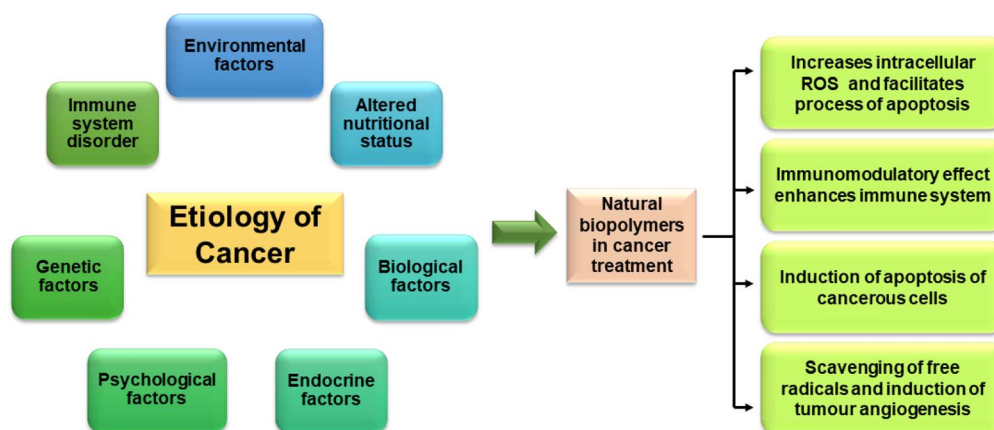 Environmental
factors
Immune
system
disorder
Altered
nutritional
status
Etiology of
Cancer
Genetic
factors
Biological
factors
Psychological
factors
Endocrine
factors
Natural
biopolymers
in cancer
treatment
Increases intracellular
ROS and facilitates
process of apoptosis
Immunomodulatory effect
enhances immune system
Induction of apoptosis of
cancerous cells
Scavenging of free
radicals and induction of
tumour angiogenesis